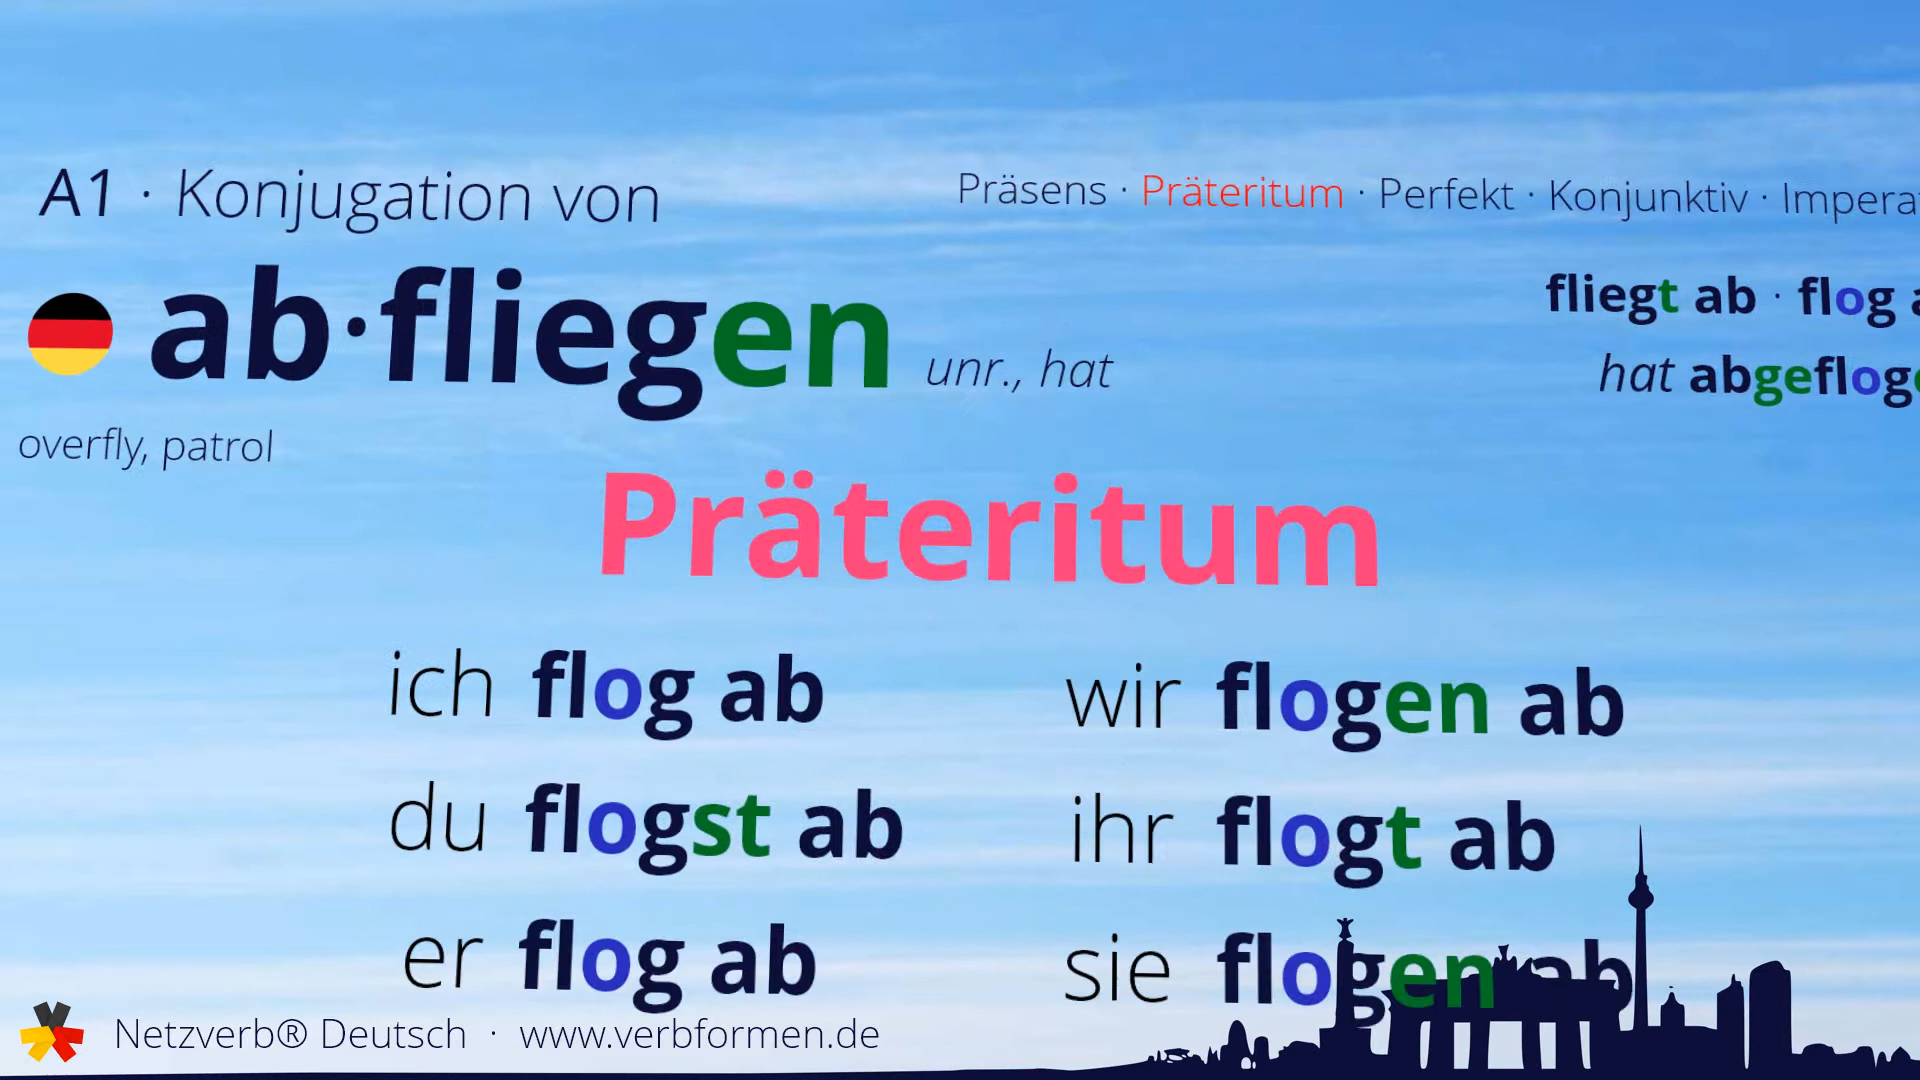 A1 · Konjugation von
Präsens · Präteritum · Perfekt · Konjunktiv · Impera
ab·fliegen unr., hat
fliegt ab · flog a
hat abgefloge
overfly, patrol
Präteritum
ich flog ab
du flogst ab
er flog ab
wir flogen ab
ihr flogt ab
sie flogen ab
Netzverb® Deutsch · www.verbformen.de